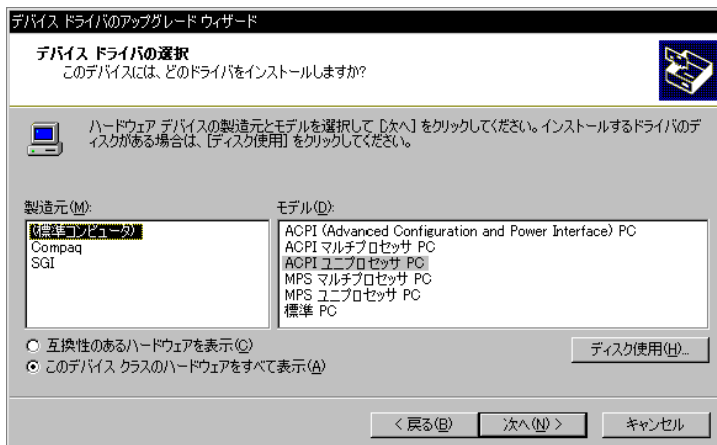 デバイス ドライバのアップグレード ウィザード
デバイス ドライバの選択
このデバイスには、どのドライバをインストールしますか?
ハードウェア デバイスの製造元とモデルを選択して [次へ] をクリックしてください。インストールするドライバのデ
ィスクがある場合は、[ディスク使用] をクリックしてください。
製造元(M):
(標準コンピュータ)
Compaq
SGI
モデル(D):
ACPI (Advanced Configuration and Power Interface) PC
ACPI マルチプロセッサ PC
ACPI ユニプロセッサ PC
MPS マルチプロセッサ PC
MPS ユニプロセッサ PC
標準 PC
互換性のあるハードウェアを表示(C)
このデバイス クラスのハードウェアをすべて表示(A)
ディスク使用(H)...
< 戻る(B)
次へ(N) >
キャンセル